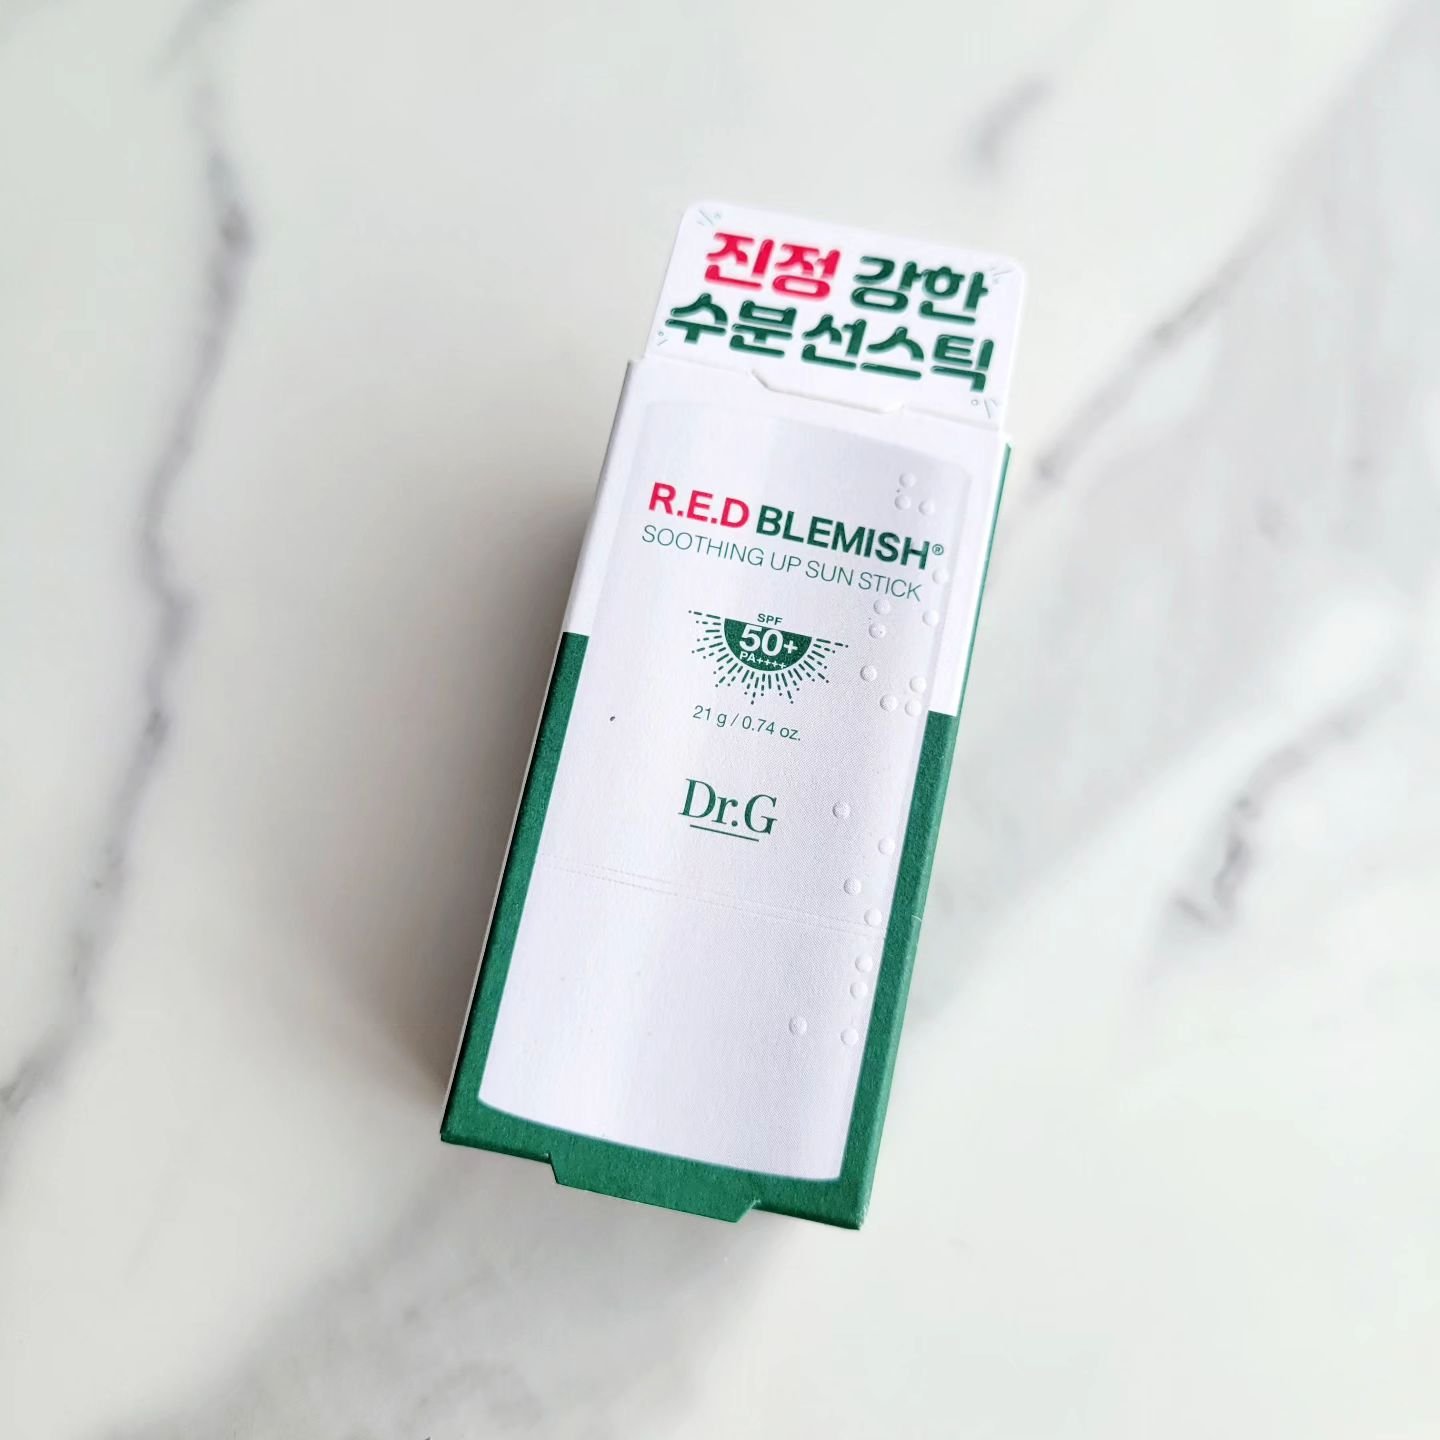 진정 강한
수분 선스틱
R.E.D BLEMISH®
SOOTHING UP SUN STICK
SPF
50+
PA++++
21 g / 0.74 oz.
Dr.G